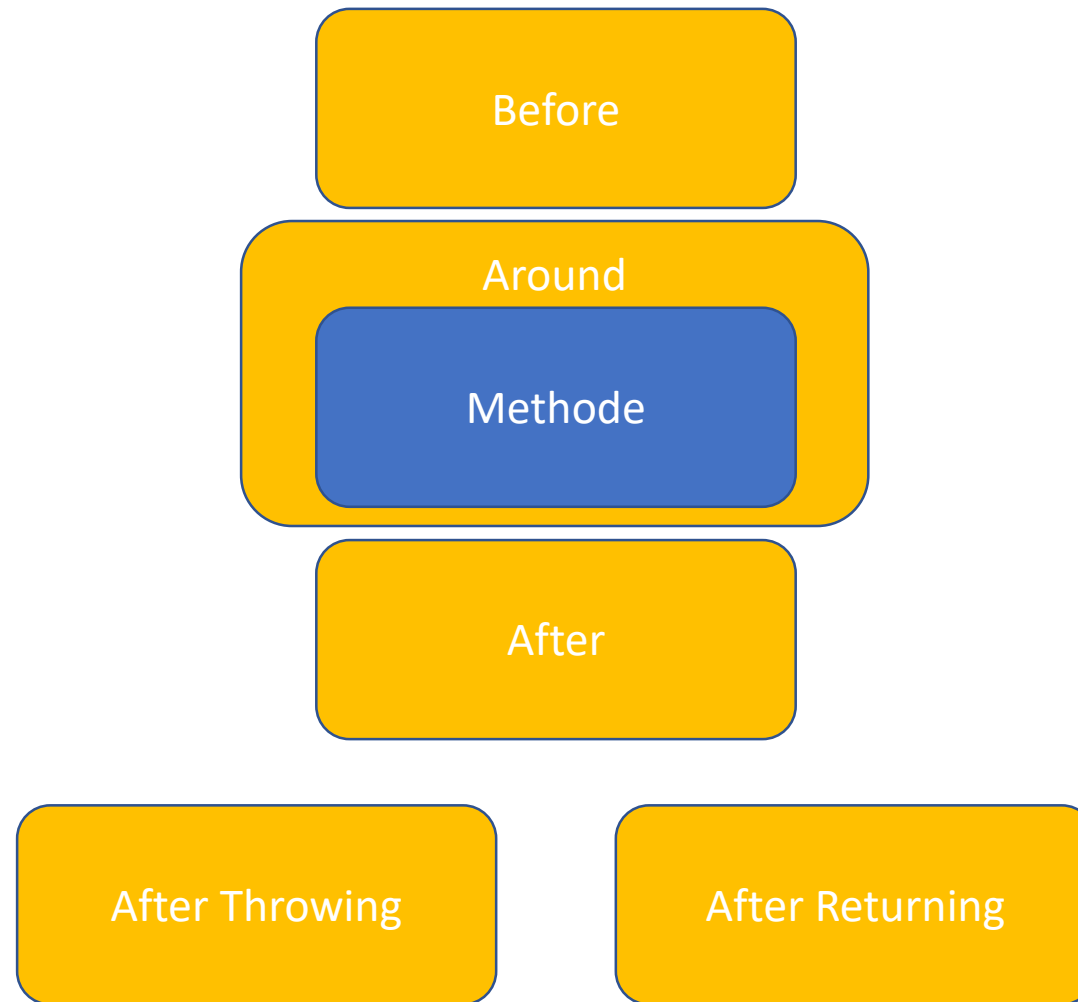 Before
Around
Methode
After
After Throwing
After Returning